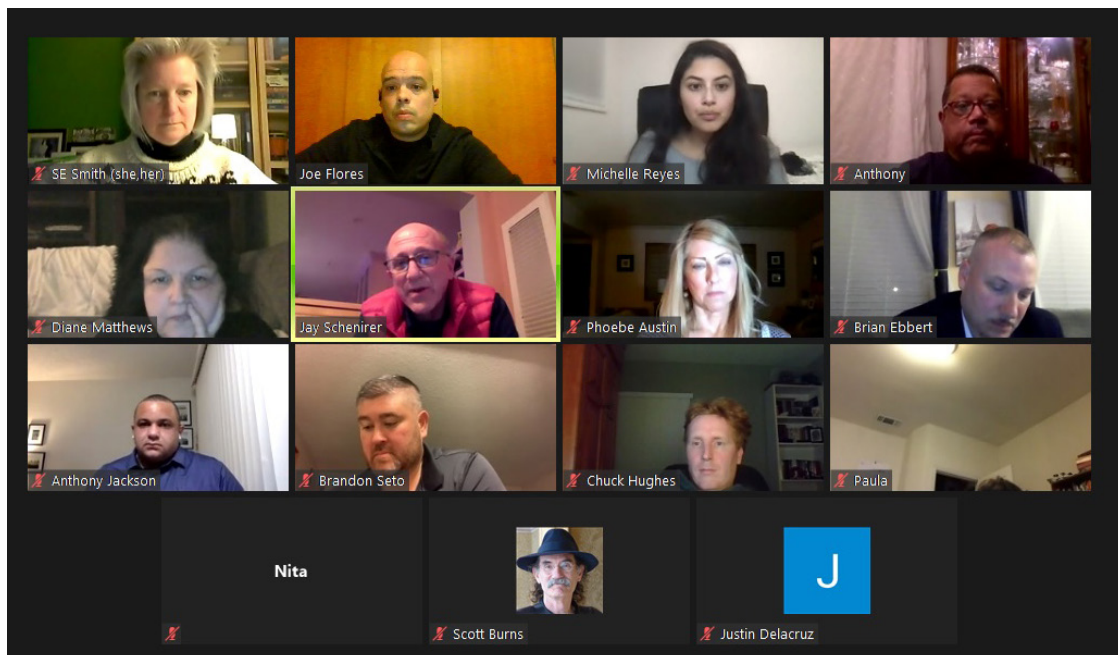 SE Smith (she,her)
Joe Flores
Michelle Reyes
Anthony
Diane Matthews
Jay Schenirer
Phoebe Austin
Brian Ebbert
Anthony Jackson
Brandon Seto
Chuck Hughes
Paula
Nita
J
Scott Burns
Justin Delacruz